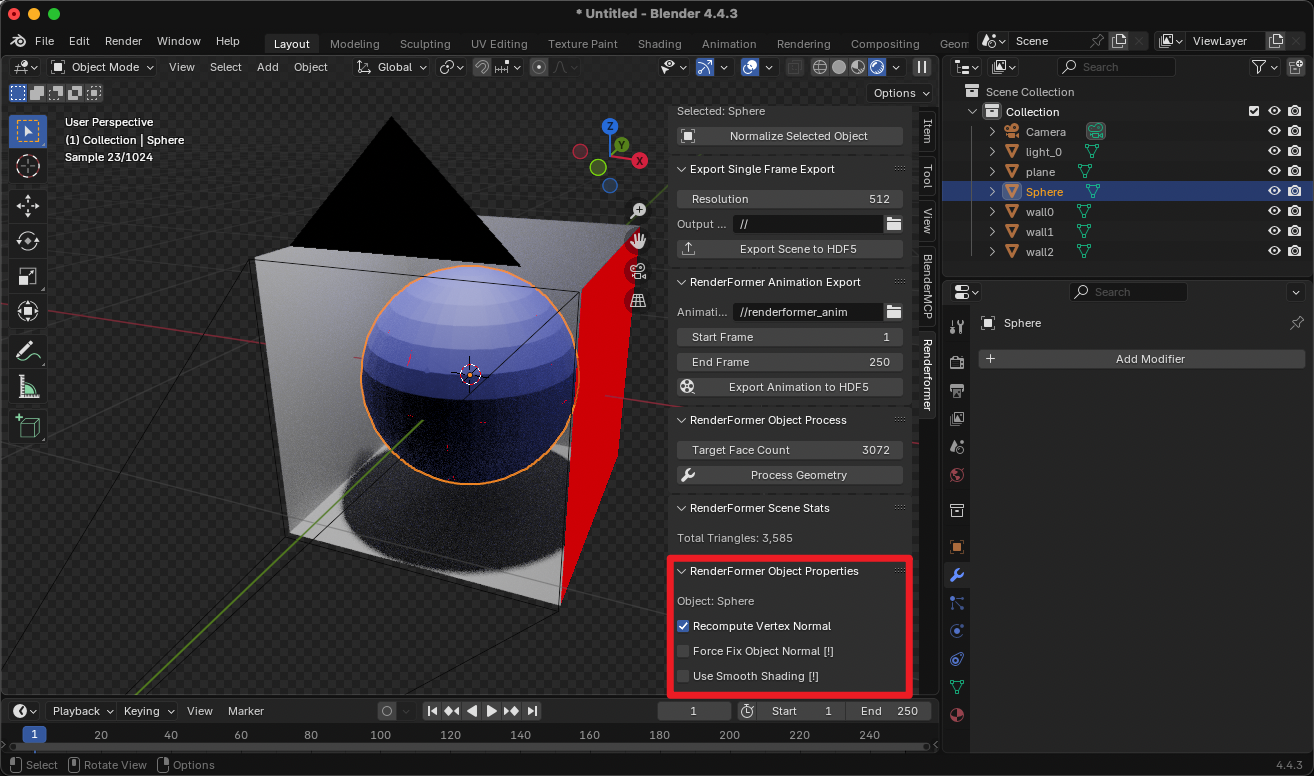 * Untitled - Blender 4.4.3
File Edit Render Window Help
Layout Modeling Sculpting UV Editing Texture Paint Shading Animation Rendering Compositing Geom
Scene
ViewLayer
Object Mode View Select Add Object Global
Options
User Perspective
(1) Collection | Sphere
Sample 23/1024
Z
Y
X
Selected: Sphere
Normalize Selected Object
Export Single Frame Export
Resolution 512
Output ... //
Export Scene to HDF5
RenderFormer Animation Export
Animati... //renderformer_anim
Start Frame 1
End Frame 250
Export Animation to HDF5
RenderFormer Object Process
Target Face Count 3072
Process Geometry
RenderFormer Scene Stats
Total Triangles: 3,585
RenderFormer Object Properties
Object: Sphere
Recompute Vertex Normal
Force Fix Object Normal [!]
Use Smooth Shading [!]
Item
Tool
View
BlenderMCP
Renderformer
Search
Scene Collection
Collection
Camera
light_0
plane
Sphere
wall0
wall1
wall2
Search
Sphere
Add Modifier
Playback Keying View Marker
1 Start 1 End 250
1 20 40 60 80 100 120 140 160 180 200 220 240
Select Rotate View Options 4.4.3